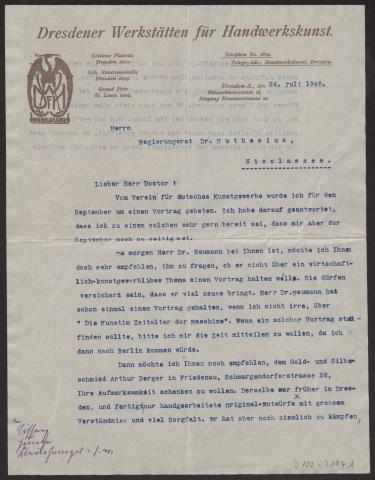 Dresdener Werkstätten für Handwerkskunst.
Goldene Plakette
Dresden 1900.
Silb. Staatsmedaille
Dresden 1899.
Grand Prix
St. Louis 1904.
Telephon No. 1872.
Telegr.-Adr.: Handwerkskunst, Dresden.
Dresden-A., den 24. Juli 1905.
Herrn
Regierungsrat Dr. Muthesius,
Nicolassee.
Lieber Herr Doctor !
Vom Verein für deutsches Kunstgewerbe wurde ich für den
September um einen Vortrag gebeten. Ich habe darauf geantwortet,
dass ich zu einem solchen sehr gern bereit sei, dass mir aber der
September noch zu zeitig sei.
Da morgen Herr Dr. Naumann bei Ihnen ist, möchte ich Ihnen
doch sehr empfehlen, ihm zu fragen, ob er nicht über ein wirtschaft-
lich-kunstgewerbliches Thema einen Vortrag halten wolle. Sie dürfen
versichert sein, dass er viel neues bringt. Herr Dr. Naumann hat
schon einmal einen Vortrag gehalten, wenn ich nicht irre, über
" Die Kunst im Zeitalter der Maschine". Wenn ein solcher Vortrag statt
finden sollte, bitte ich mir die Zeit mitteilen zu wollen, da ich
dann nach Berlin kommen würde.
Dann möchte ich Ihnen noch empfehlen, dem Gold- und Silber-
schmied Arthur Berger in Friedenau, Schmargendorferstrasse 26,
Ihre Aufmerksamkeit schenken zu wollen. Derselbe war früher in Dres-
den, und fertigt nur handgearbeitete Original-Entwürfe mit grossem
Verständnis und viel Sorgfalt. Er hat aber noch ziemlich zu kämpfen,